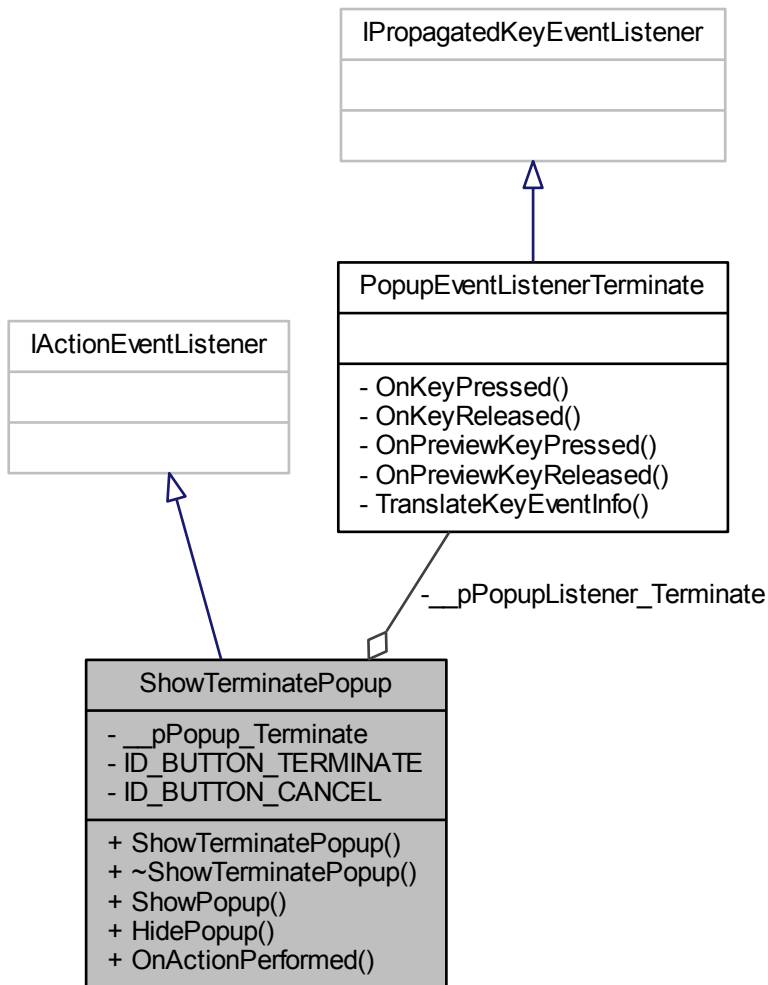 IPropagatedKeyEventListener
PopupEventListenerTerminate
- OnKeyPressed()
- OnKeyReleased()
- OnPreviewKeyPressed()
- OnPreviewKeyReleased()
- TranslateKeyEventInfo()
IActionEventListener
-__pPopupListener_Terminate
ShowTerminatePopup
- __pPopup_Terminate
- ID_BUTTON_TERMINATE
- ID_BUTTON_CANCEL
+ ShowTerminatePopup()
+ ~ShowTerminatePopup()
+ ShowPopup()
+ HidePopup()
+ OnActionPerformed()